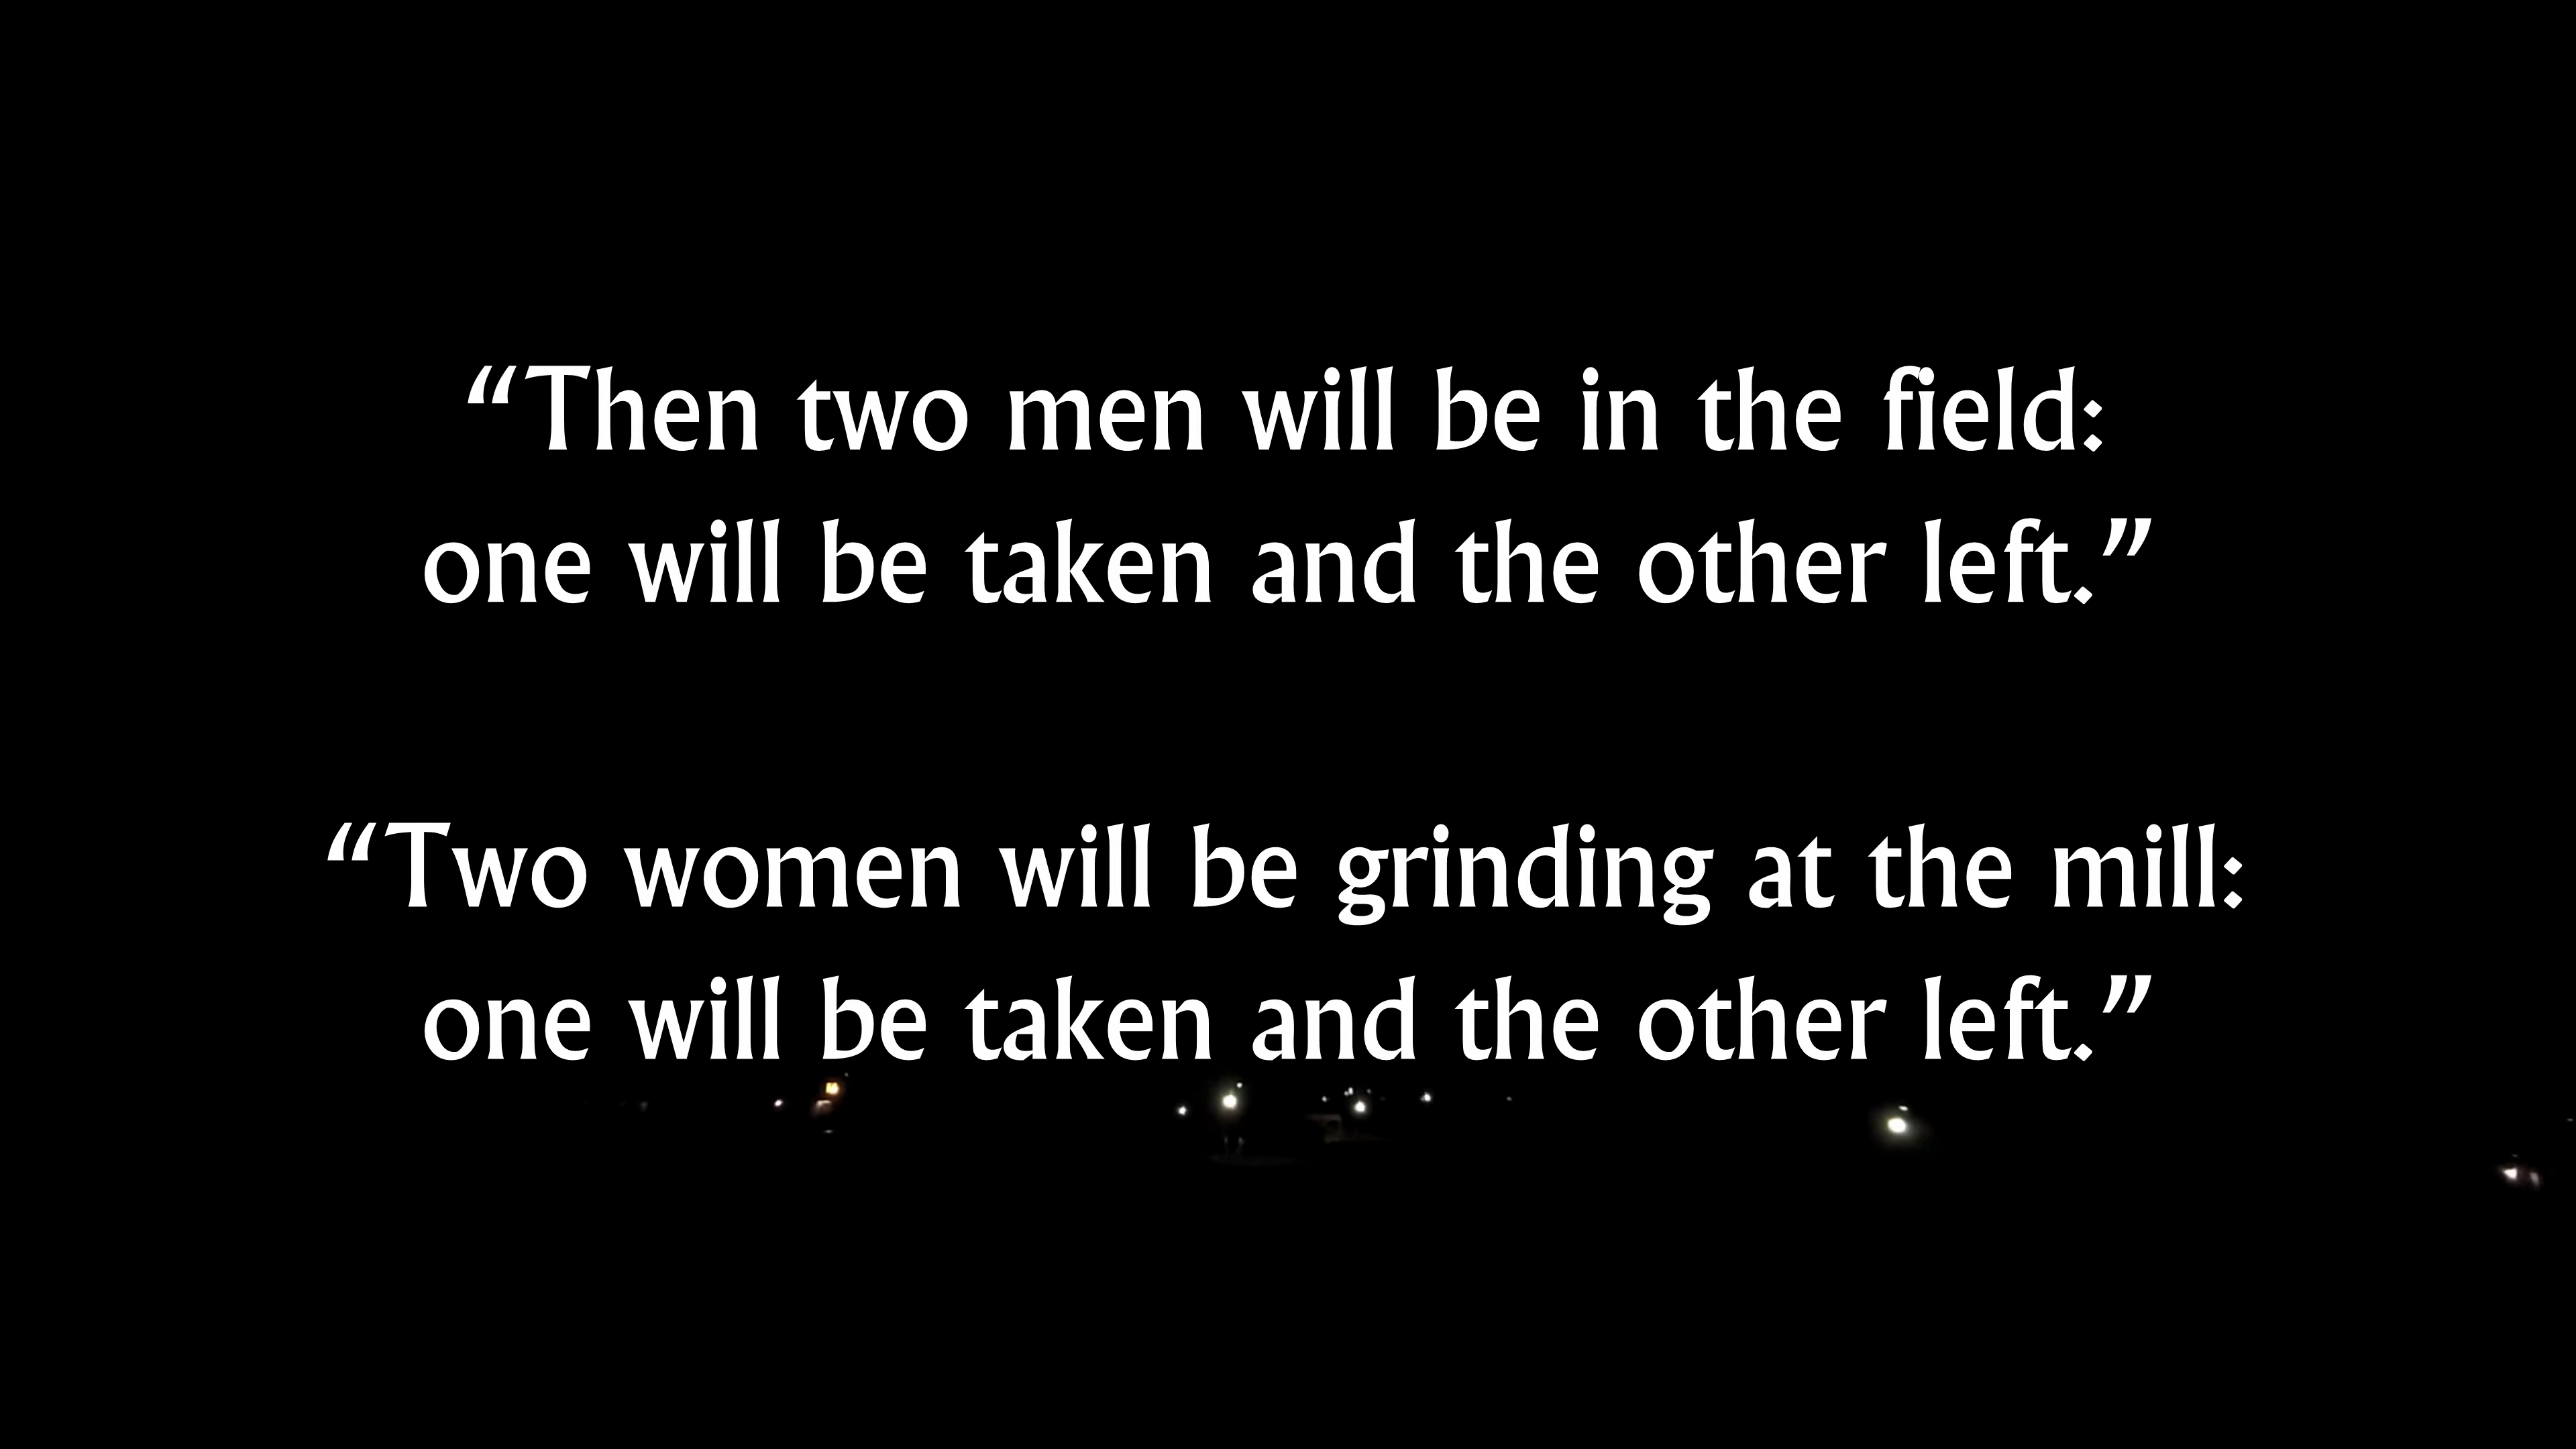 “Then two men will be in the field:
one will be taken and the other left.”
“Two women will be grinding at the mill:
one will be taken and the other left.”